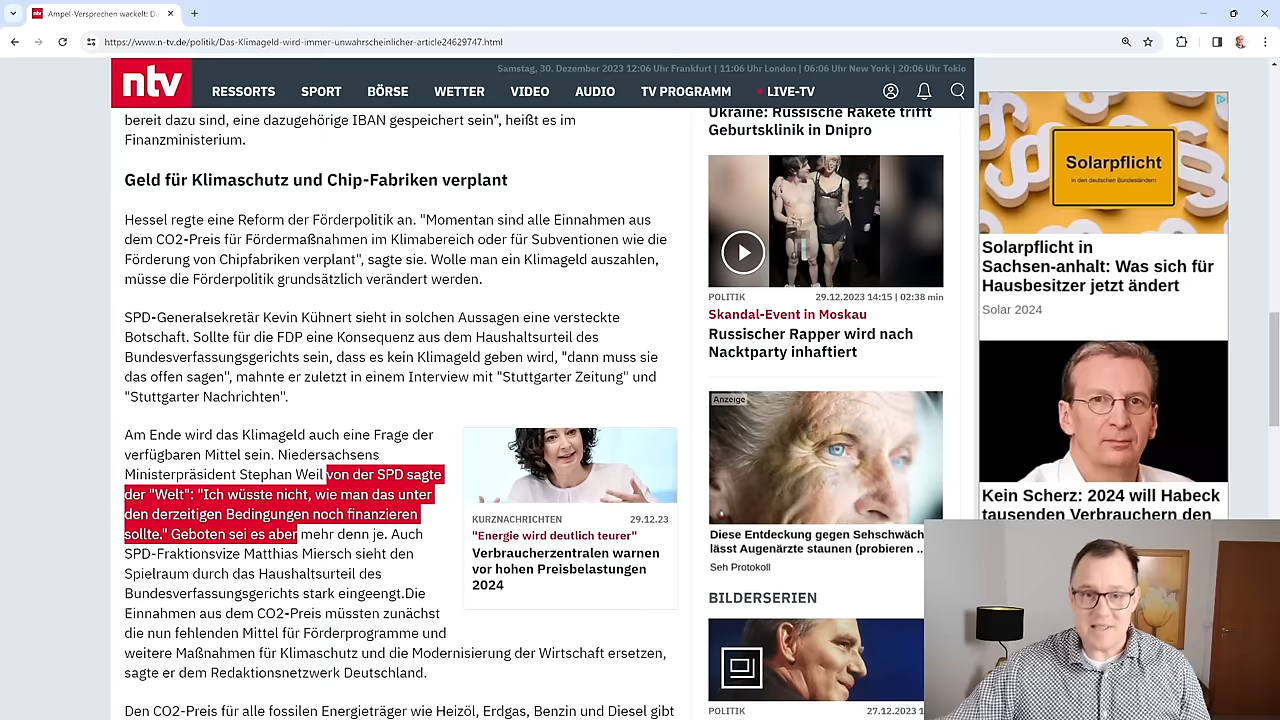 Ampel-Versprechen wackelt: D
https://www.n-tv.de/politik/Das-Klimageld-wird-immer-unwahrscheinlicher-article24629747.html
ntv
Samstag, 30. Dezember 2023 12:06 Uhr Frankfurt | 11:06 Uhr London | 06:06 Uhr New York | 20:06 Uhr Tokio
RESSORTS
SPORT
BÖRSE
WETTER
VIDEO
AUDIO
TV PROGRAMM
LIVE-TV
bereit dazu sind, eine dazugehörige IBAN gespeichert sein", heißt es im
Finanzministerium.
Geld für Klimaschutz und Chip-Fabriken verplant
Hessel regte eine Reform der Förderpolitik an. "Momentan sind alle Einnahmen aus
dem CO2-Preis für Fördermaßnahmen im Klimabereich oder für Subventionen wie die
Förderung von Chipfabriken verplant", sagte sie. Wolle man ein Klimageld auszahlen,
müsse die Förderpolitik grundsätzlich verändert werden.
SPD-Generalsekretär Kevin Kühnert sieht in solchen Aussagen eine versteckte
Botschaft. Sollte für die FDP eine Konsequenz aus dem Haushaltsurteil des
Bundesverfassungsgerichts sein, dass es kein Klimageld geben wird, "dann muss sie
das offen sagen", mahnte er zuletzt in einem Interview mit "Stuttgarter Zeitung" und
"Stuttgarter Nachrichten".
Am Ende wird das Klimageld auch eine Frage der
verfügbaren Mittel sein. Niedersachsens
Ministerpräsident Stephan Weil von der SPD sagte
der "Welt": "Ich wüsste nicht, wie man das unter
den derzeitigen Bedingungen noch finanzieren
sollte." Geboten sei es aber mehr denn je. Auch
SPD-Fraktionsvize Matthias Miersch sieht den
Spielraum durch das Haushaltsurteil des
Bundesverfassungsgerichts stark eingeengt.Die
Einnahmen aus dem CO2-Preis müssten zunächst
die nun fehlenden Mittel für Förderprogramme und
weitere Maßnahmen für Klimaschutz und die Modernisierung der Wirtschaft ersetzen,
sagte er dem Redaktionsnetzwerk Deutschland.
Den CO2-Preis für alle fossilen Energieträger wie Heizöl, Erdgas, Benzin und Diesel gibt
KURZNACHRICHTEN
29.12.23
"Energie wird deutlich teurer"
Verbraucherzentralen warnen
vor hohen Preisbelastungen
2024
Ukraine: Russische Rakete trifft
Geburtsklinik in Dnipro
POLITIK
29.12.2023 14:15 | 02:38 min
Skandal-Event in Moskau
Russischer Rapper wird nach
Nacktparty inhaftiert
Anzeige
Diese Entdeckung gegen Sehschwäch
lässt Augenärzte staunen (probieren ..
Seh Protokoll
BILDERSERIEN
POLITIK
27.12.2023 1
Solarpflicht
in den deutschen Bundesländern
Solarpflicht in
Sachsen-anhalt: Was sich für
Hausbesitzer jetzt ändert
Solar 2024
Kein Scherz: 2024 will Habeck
tausenden Verbrauchern den